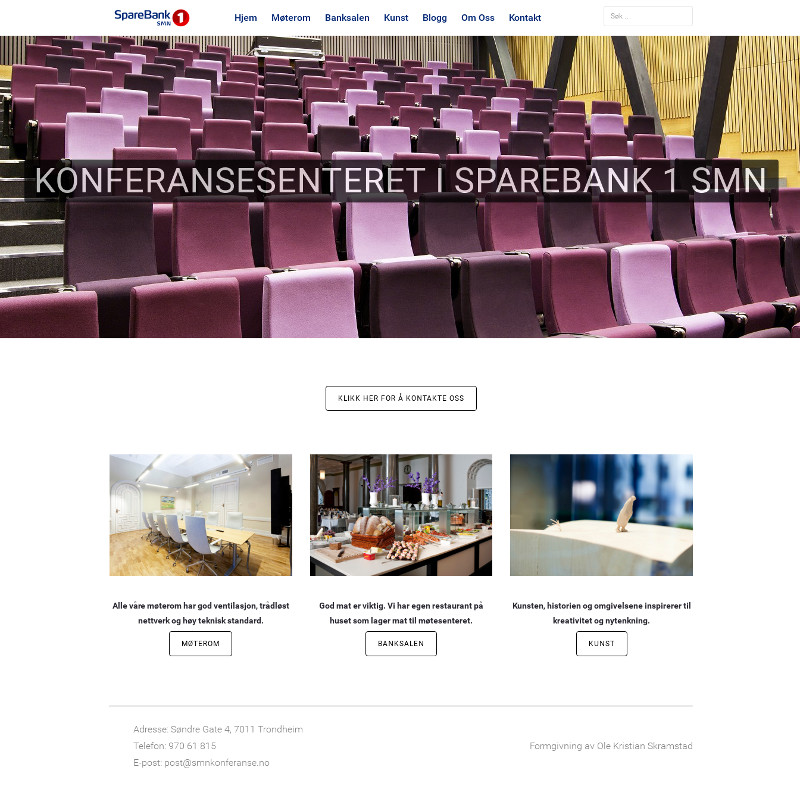 SpareBank 1
SMN
Hjem Møterom Banksalen Kunst Blogg Om Oss Kontakt
Søk ...
KONFERANSESENTERET I SPAREBANK 1 SMN
KLIKK HER FOR Å KONTAKTE OSS
Alle våre møterom har god ventilasjon, trådløst
nettverk og høy teknisk standard.
MØTEROM
God mat er viktig. Vi har egen restaurant på
huset som lager mat til møtesenteret.
BANKSALEN
Kunsten, historien og omgivelsene inspirerer til
kreativitet og nytenkning.
KUNST
Adresse: Søndre Gate 4, 7011 Trondheim
Telefon: 970 61 815
E-post: post@smnkonferanse.no
Formgivning av Ole Kristian Skramstad